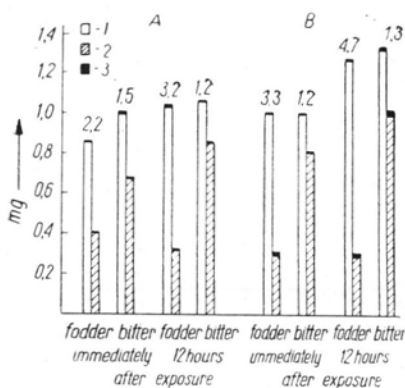 A B
1,4
1,2
1,0
0,8
0,6
0,4
0,2
mg
-1
-2
-3
2,2 1,5 3,2 1,2 3,3 1,2 4,7 1,3
fodder bitter fodder bitter fodder bitter fodder bitter
immediately 12 hours immediately 12 hours
after exposure after exposure